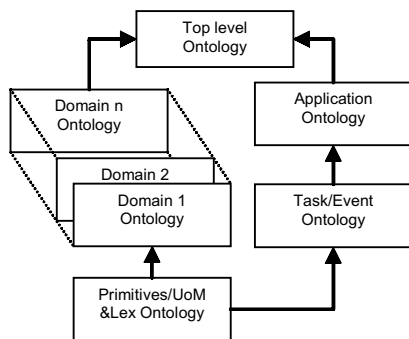 Top level
Ontology
Domain n
Ontology
Application
Ontology
Domain 2
Domain 1
Ontology
Task/Event
Ontology
Primitives/UoM
&Lex Ontology